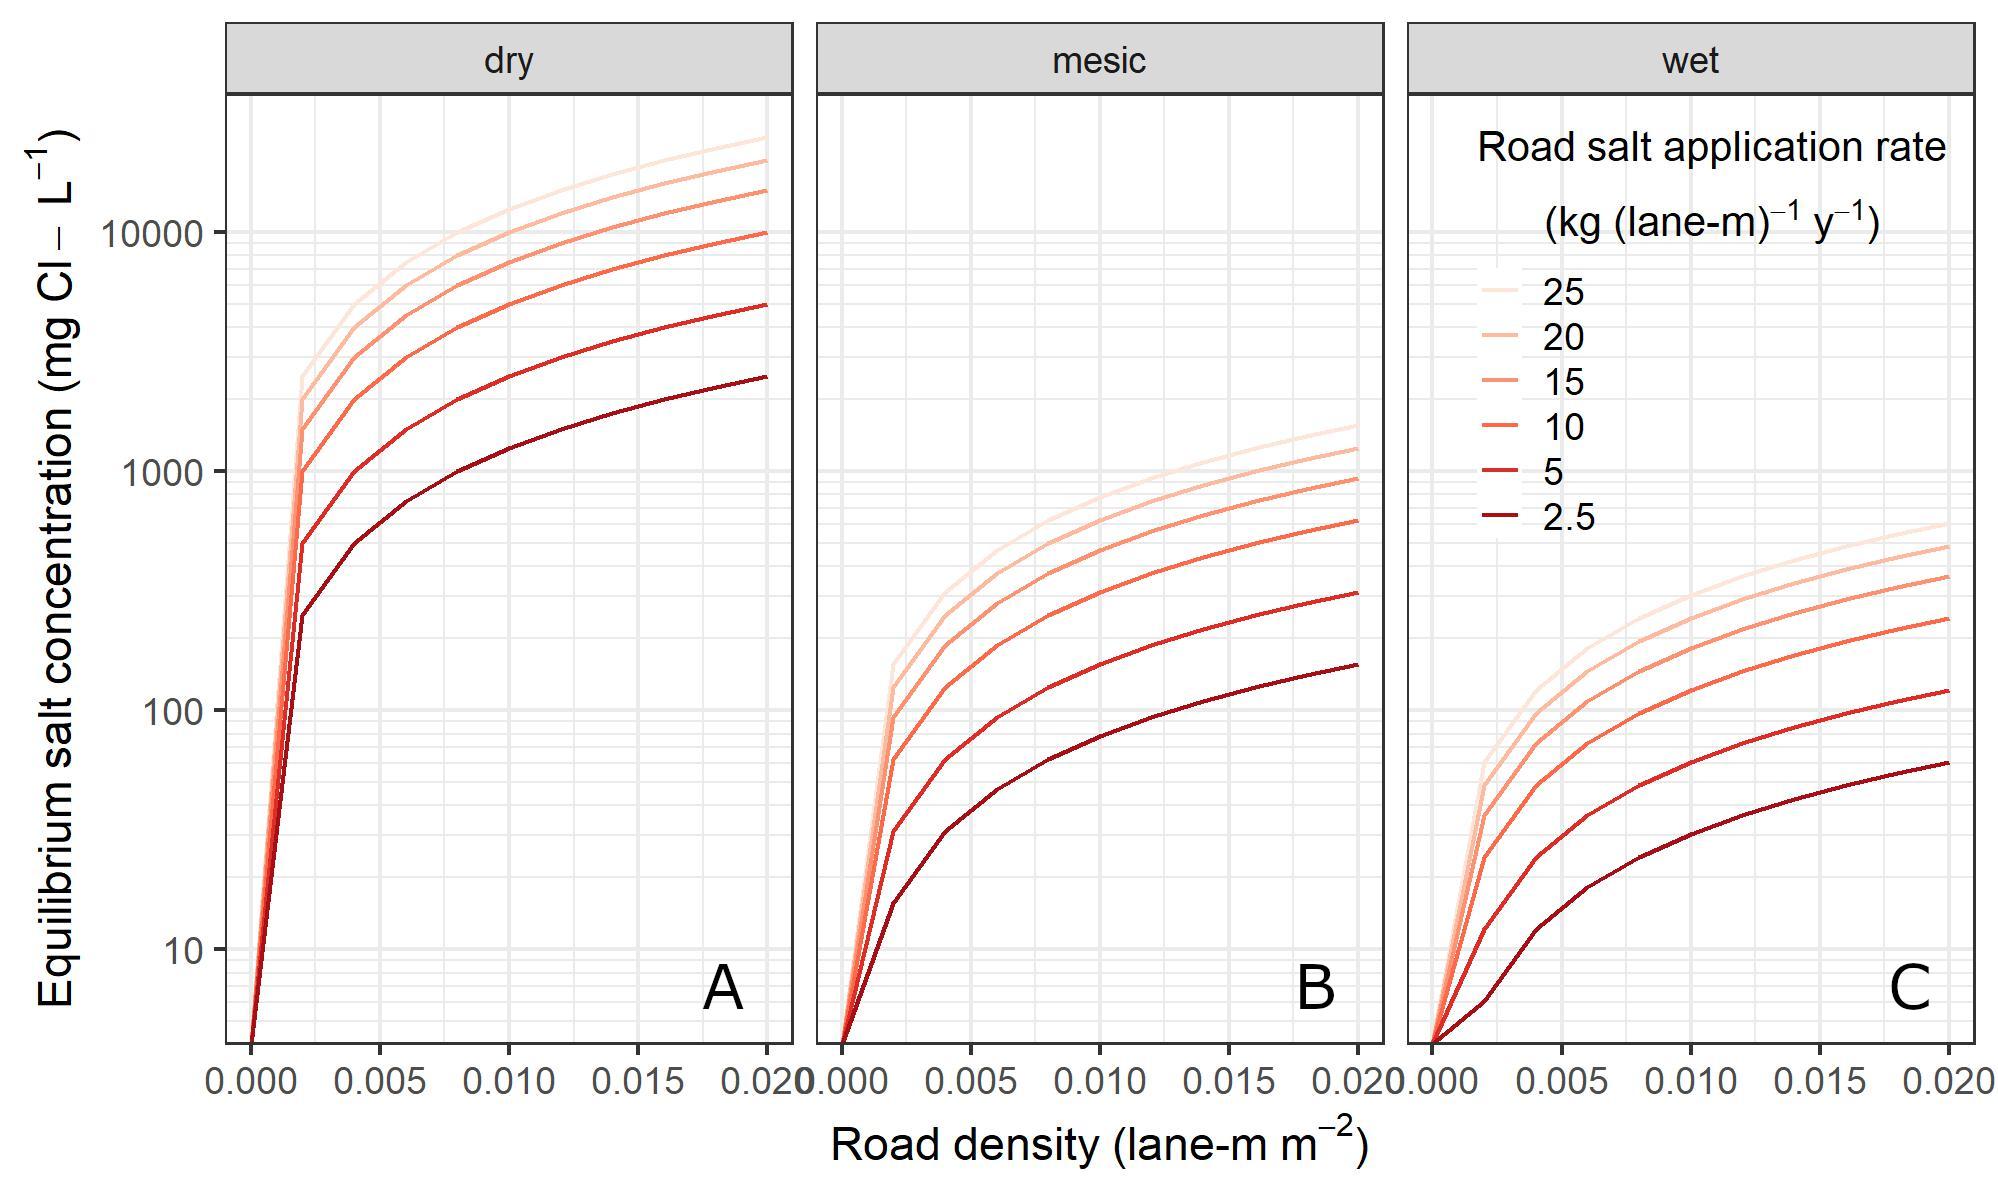 dry
mesic
wet
Equilibrium salt concentration (mg Cl − L⁻¹)
10000
1000
100
10
Road salt application rate
(kg (lane-m)⁻¹ y⁻¹)
25
20
15
10
5
2.5
A
B
C
0.000 0.005 0.010 0.015 0.020
0.000 0.005 0.010 0.015 0.020
0.000 0.005 0.010 0.015 0.020
Road density (lane-m m⁻²)